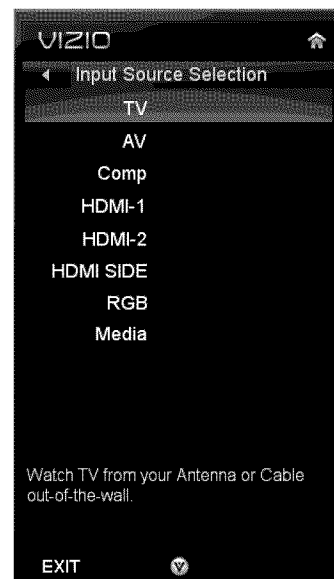 VIZIO
Input Source Selection
TV
AV
Comp
HDMI-1
HDMI-2
HDMI SIDE
RGB
Media
Watch TV from your Antenna or Cable
out-of-the-wall.
EXIT
V